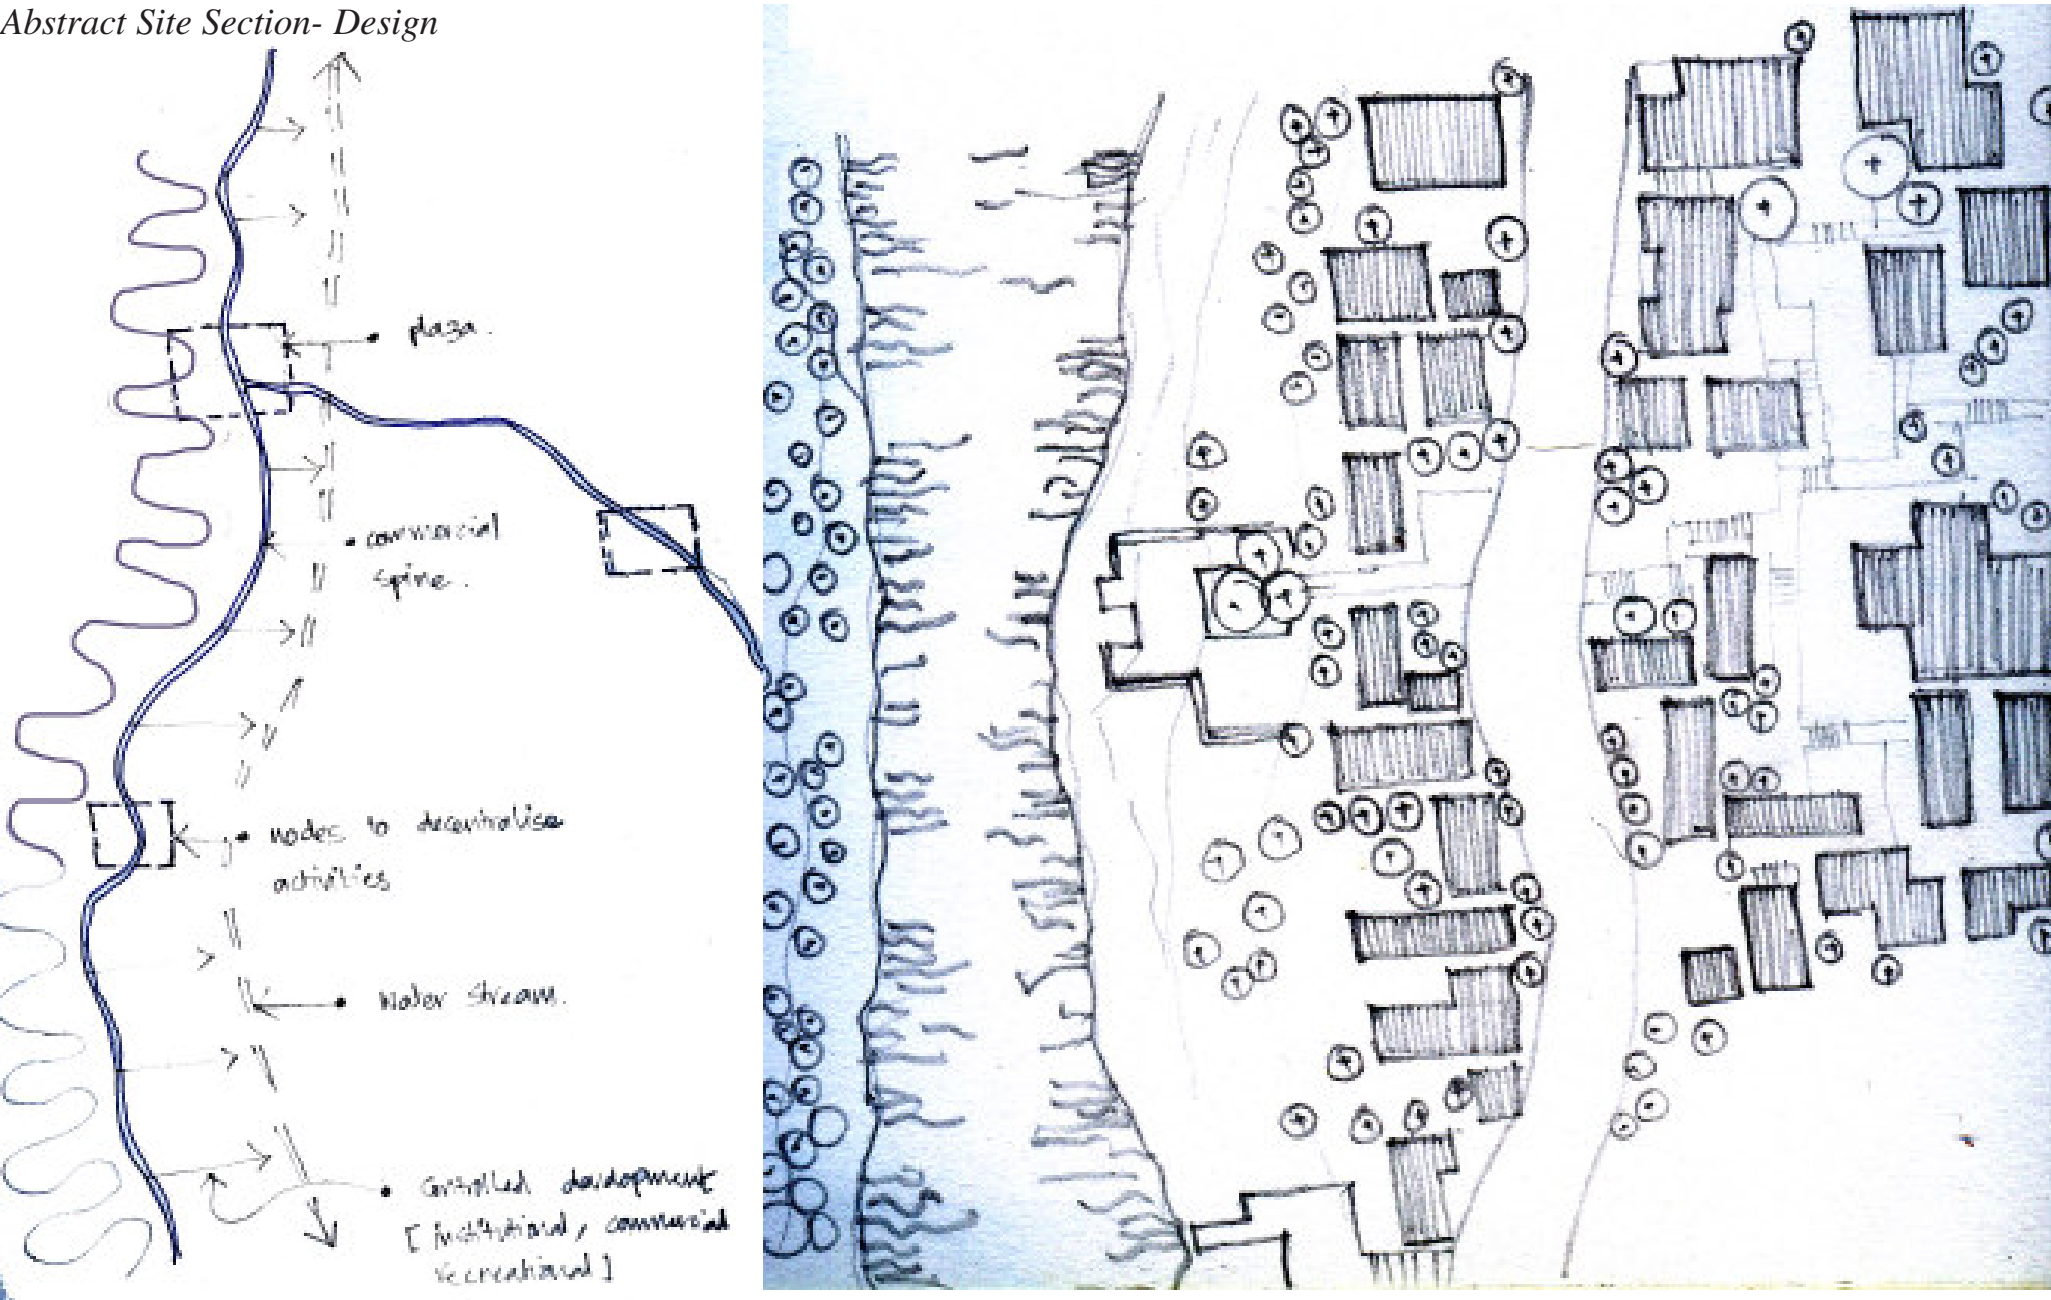 Abstract Site Section- Design
plaza.
commercial
spine.
nodes to decentralise
activities
Water stream.
Controlled development
[ institutional, commercial
recreational ]